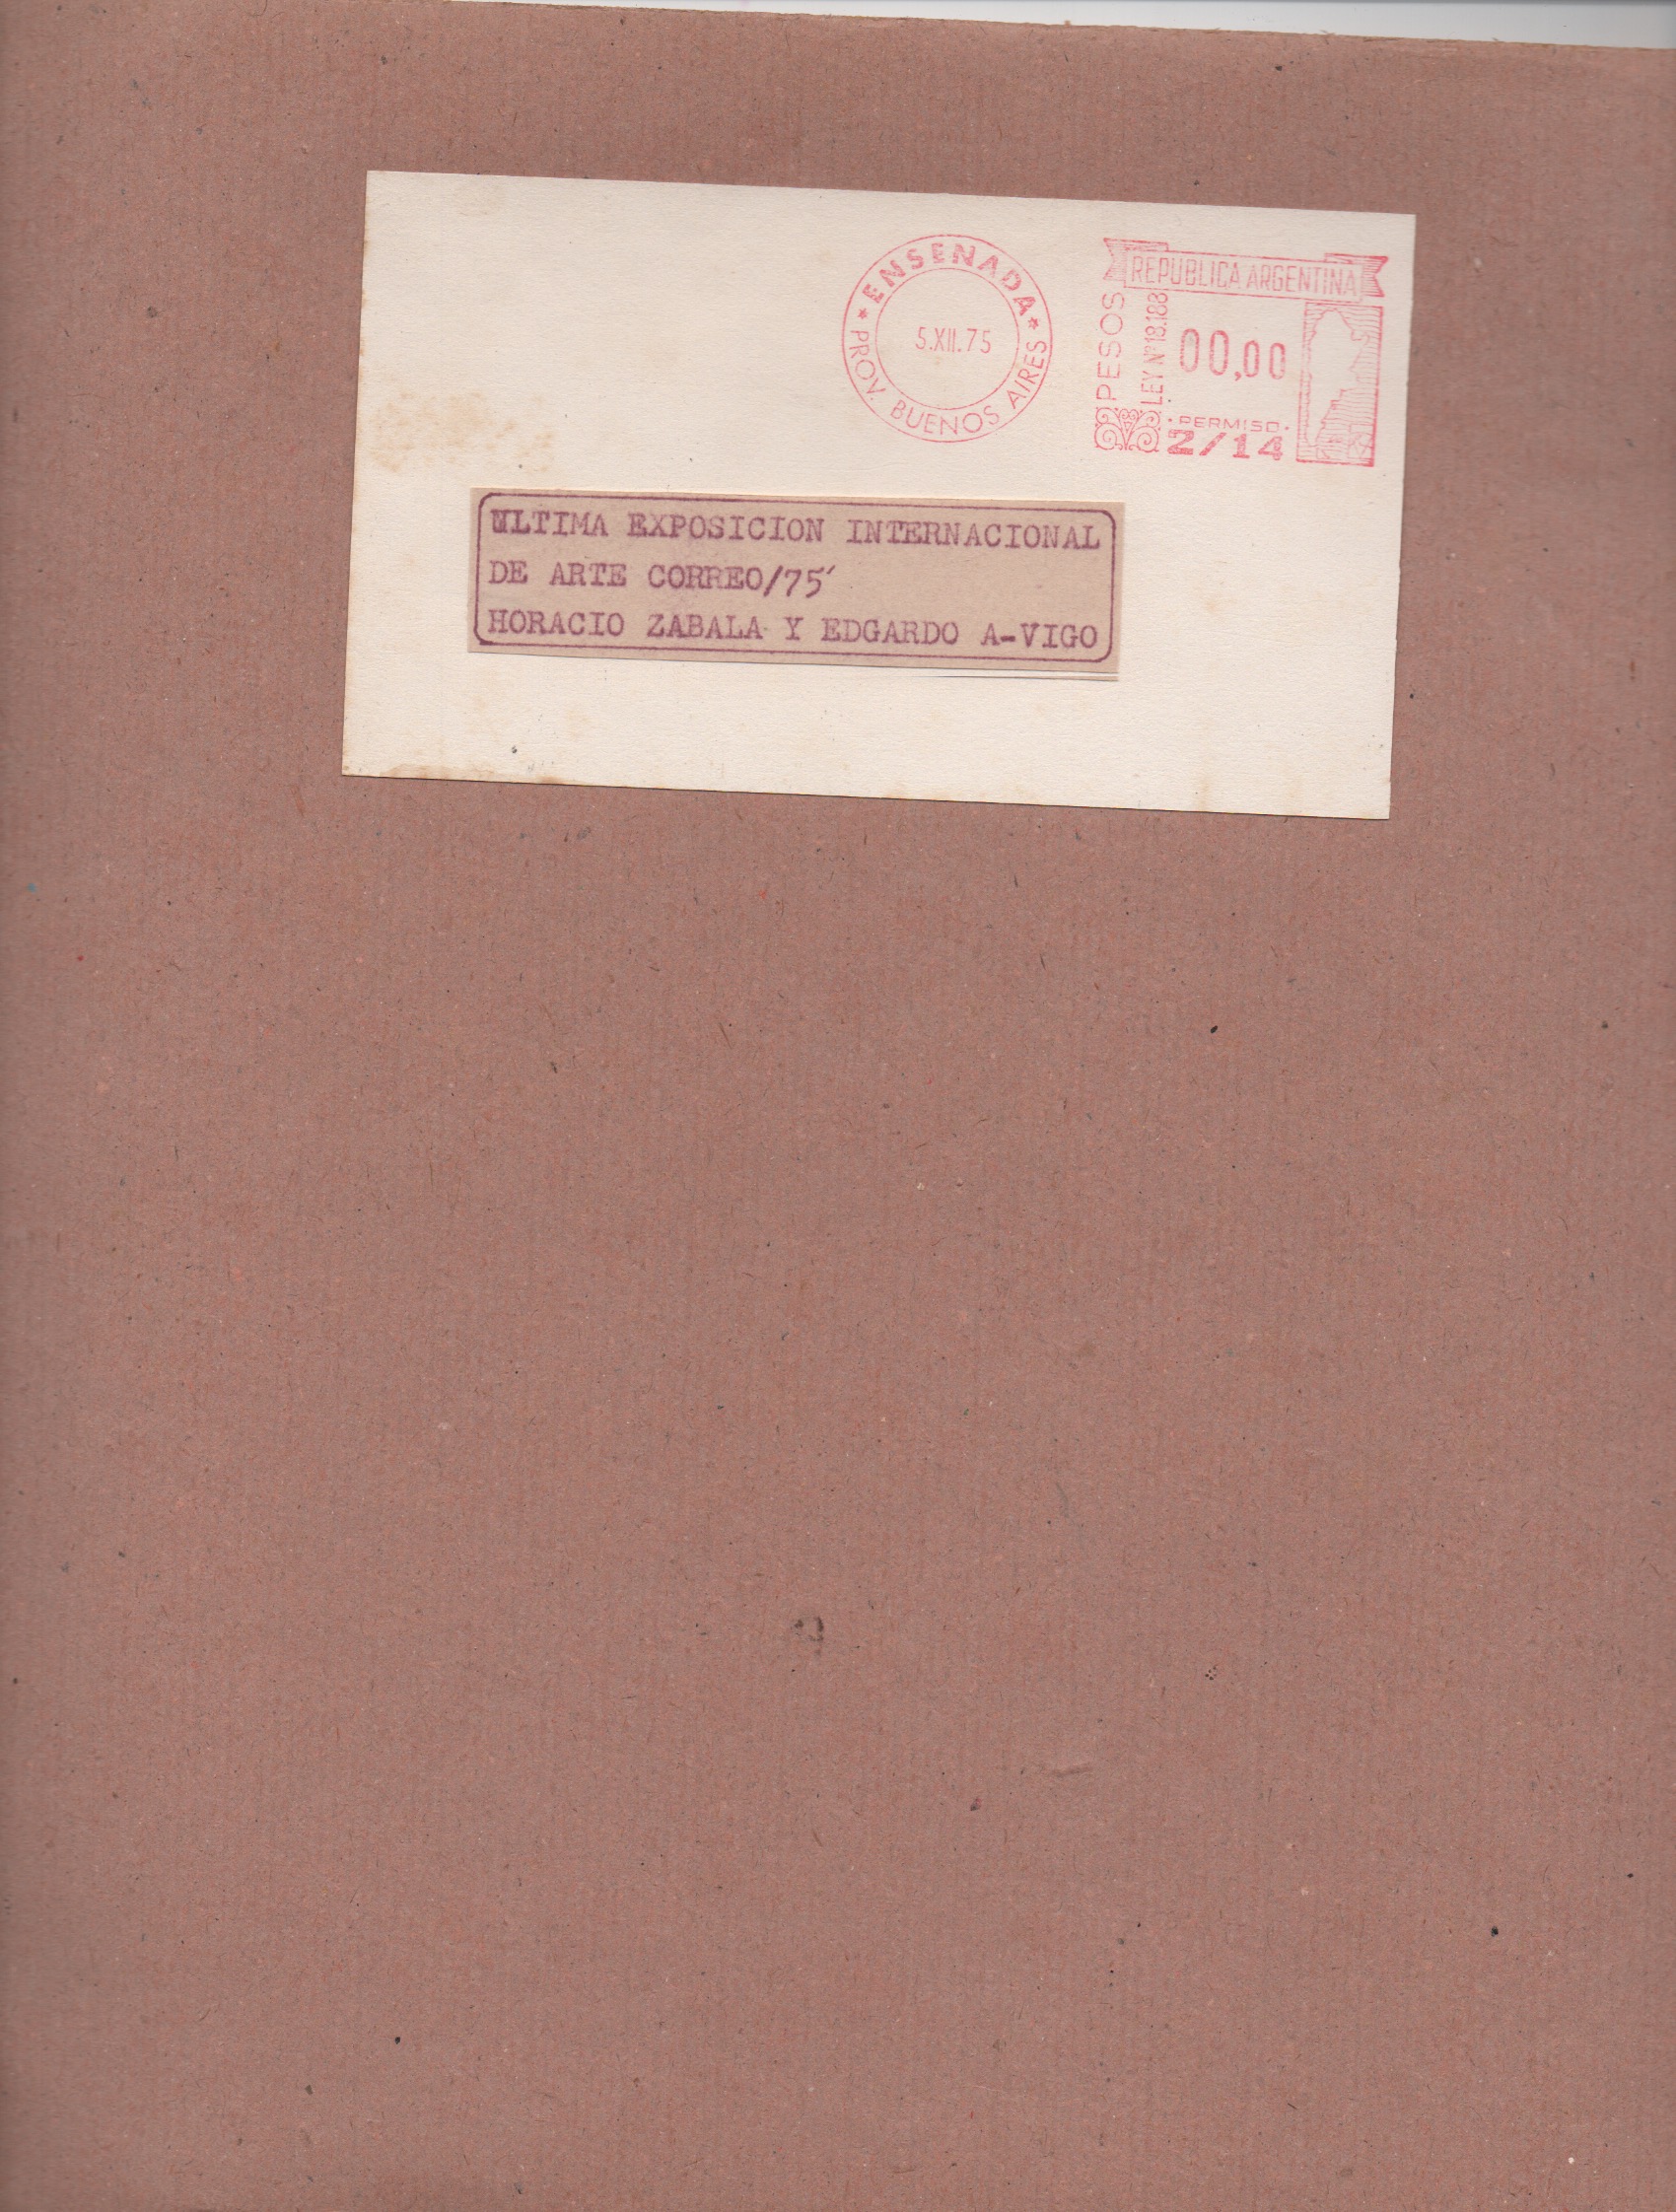 ENSENADA
5.XII.75
PROV. BUENOS AIRES
REPUBLICA ARGENTINA
PESOS
LEY Nº 18.188
00,00
PERMISO
2/14
ULTIMA EXPOSICION INTERNACIONAL
DE ARTE CORREO/75'
HORACIO ZABALA Y EDGARDO A-VIGO